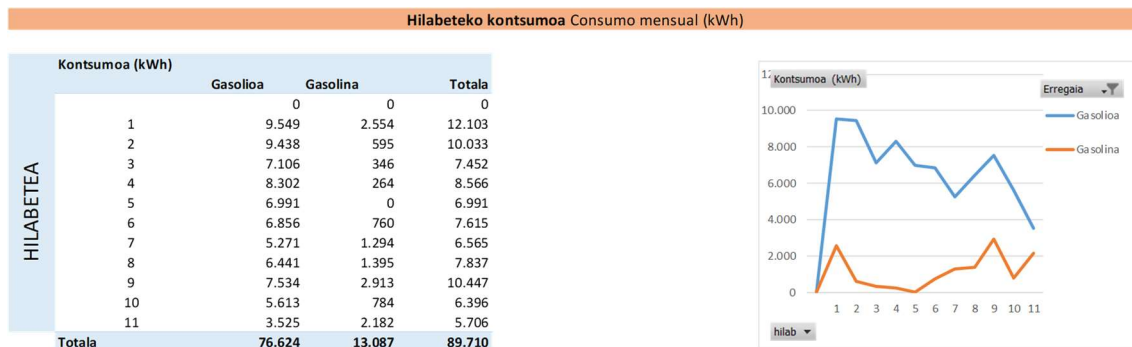 Hilabeteko kontsumoa Consumo mensual (kWh)
Kontsumoa (kWh)
Gasolioa Gasolina Totala
0 0 0
1 9.549 2.554 12.103
2 9.438 595 10.033
3 7.106 346 7.452
4 8.302 264 8.566
5 6.991 0 6.991
6 6.856 760 7.615
7 5.271 1.294 6.565
8 6.441 1.395 7.837
9 7.534 2.913 10.447
10 5.613 784 6.396
11 3.525 2.182 5.706
Totala 76.624 13.087 89.710
HILABETEA
Kontsumoa (kWh)
Erregaia
Gasolioa
Gasolina
10.000
8.000
6.000
4.000
2.000
0
1 2 3 4 5 6 7 8 9 10 11
hilab